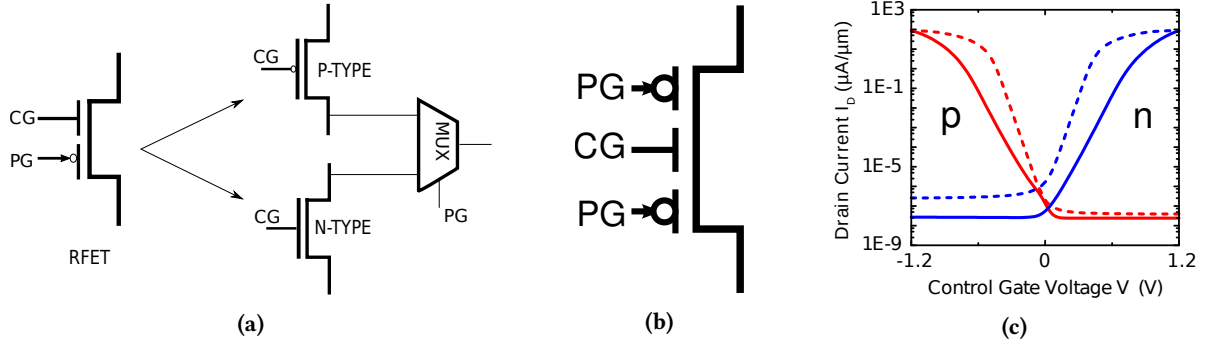 CG
PG
RFET
CG
P-TYPE
CG
N-TYPE
MUX
PG
(a)
PG
CG
PG
(b)
Drain Current I_D (μA/μm)
1E3
1E-1
1E-5
1E-9
p
n
-1.2
0
1.2
Control Gate Voltage V (V)
(c)